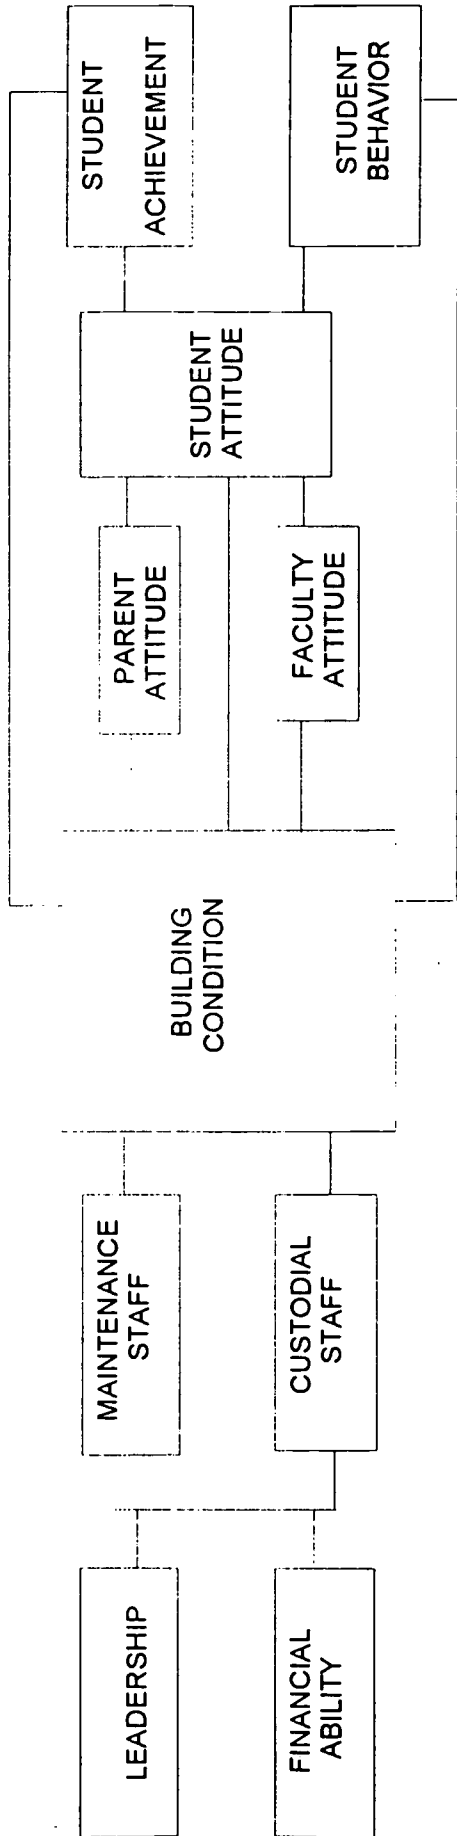 LEADERSHIP
FINANCIAL
ABILITY
MAINTENANCE
STAFF
CUSTODIAL
STAFF
BUILDING
CONDITION
PARENT
ATTITUDE
FACULTY
ATTITUDE
STUDENT
ATTITUDE
STUDENT
ACHIEVEMENT
STUDENT
BEHAVIOR